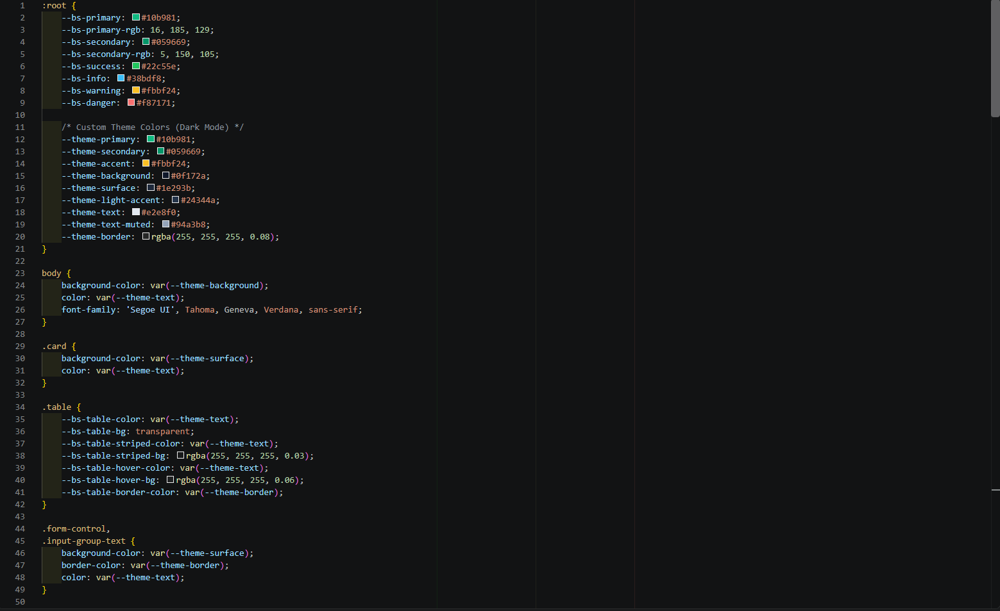 1 :root {
2 --bs-primary: #10b981;
3 --bs-primary-rgb: 16, 185, 129;
4 --bs-secondary: #059669;
5 --bs-secondary-rgb: 5, 150, 105;
6 --bs-success: #22c55e;
7 --bs-info: #38bdf8;
8 --bs-warning: #fbbf24;
9 --bs-danger: #f87171;
10
11 /* Custom Theme Colors (Dark Mode) */
12 --theme-primary: #10b981;
13 --theme-secondary: #059669;
14 --theme-accent: #fbbf24;
15 --theme-background: #0f172a;
16 --theme-surface: #1e293b;
17 --theme-light-accent: #24344a;
18 --theme-text: #e2e8f0;
19 --theme-text-muted: #94a3b8;
20 --theme-border: rgba(255, 255, 255, 0.08);
21 }
22
23 body {
24 background-color: var(--theme-background);
25 color: var(--theme-text);
26 font-family: 'Segoe UI', Tahoma, Geneva, Verdana, sans-serif;
27 }
28
29 .card {
30 background-color: var(--theme-surface);
31 color: var(--theme-text);
32 }
33
34 .table {
35 --bs-table-color: var(--theme-text);
36 --bs-table-bg: transparent;
37 --bs-table-striped-color: var(--theme-text);
38 --bs-table-striped-bg: rgba(255, 255, 255, 0.03);
39 --bs-table-hover-color: var(--theme-text);
40 --bs-table-hover-bg: rgba(255, 255, 255, 0.06);
41 --bs-table-border-color: var(--theme-border);
42 }
43
44 .form-control,
45 .input-group-text {
46 background-color: var(--theme-surface);
47 border-color: var(--theme-border);
48 color: var(--theme-text);
49 }
50